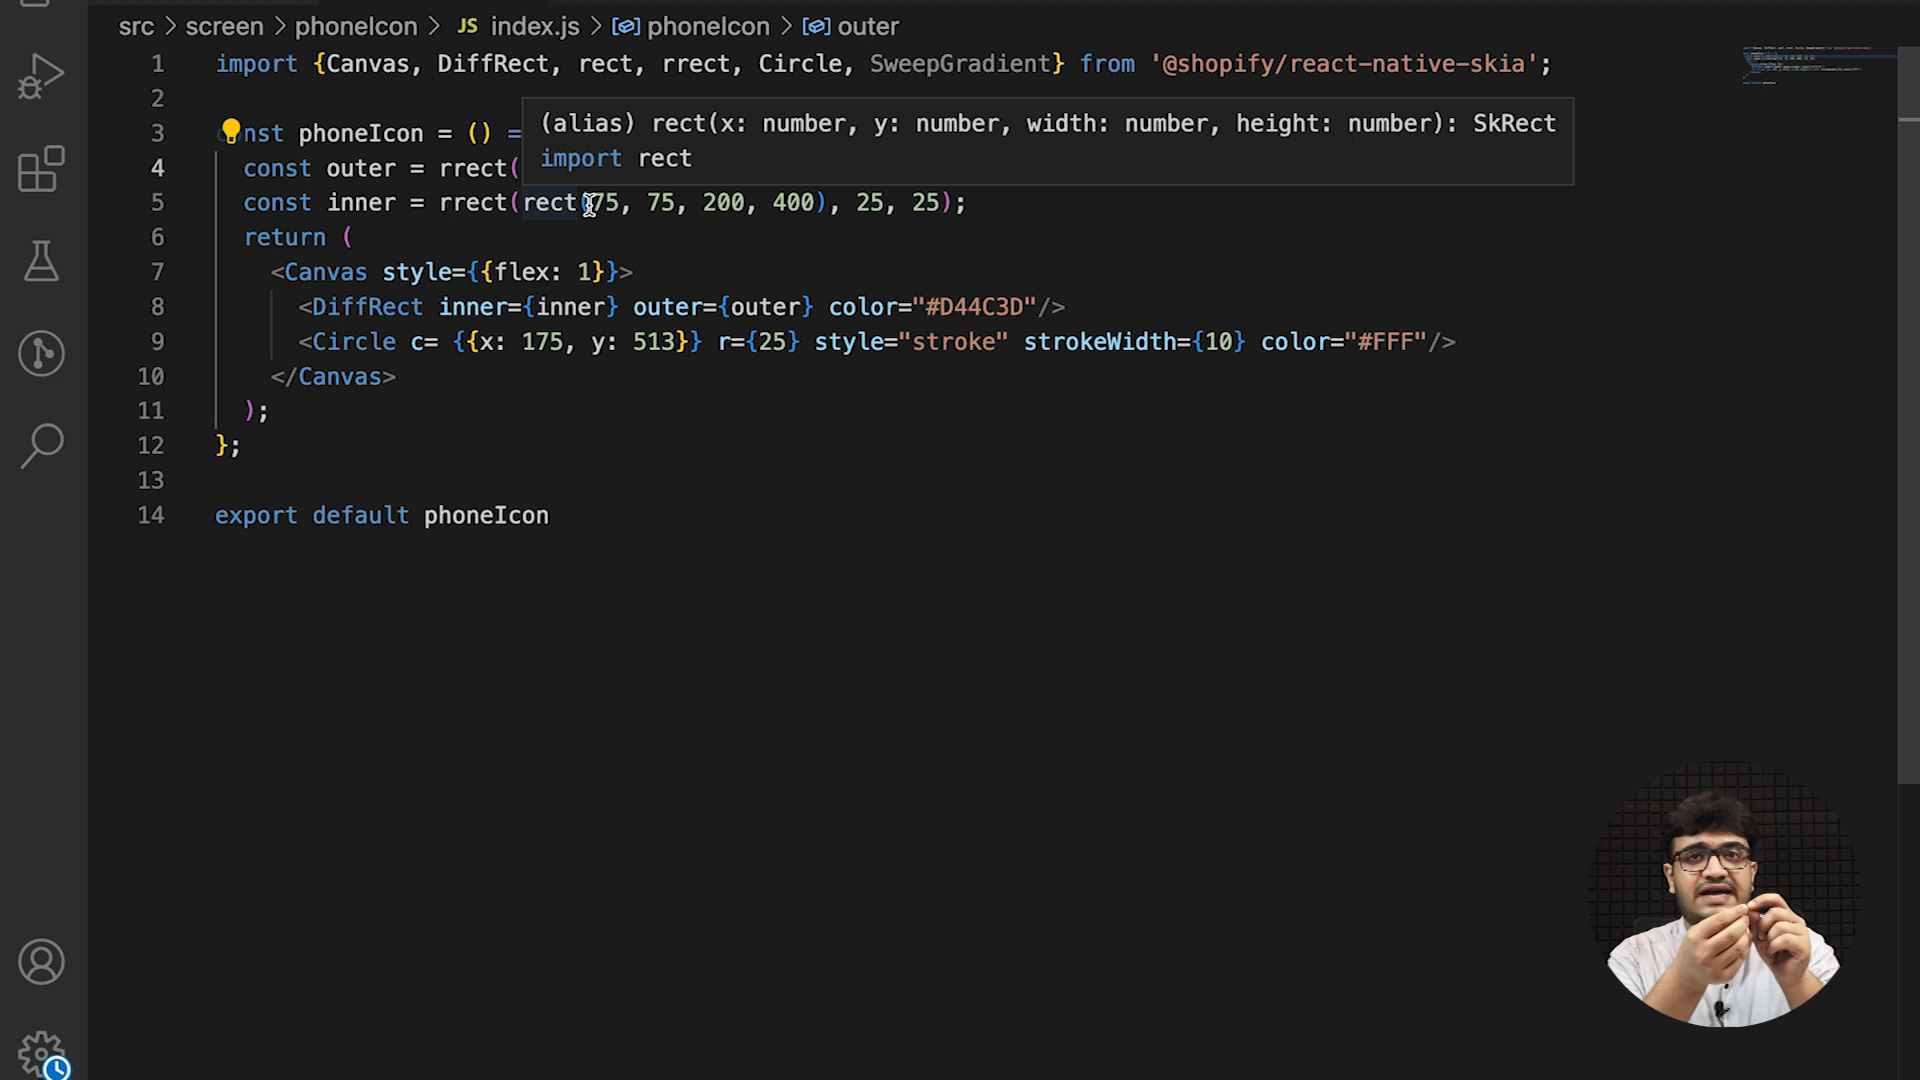 src > screen > phoneIcon > JS index.js > phoneIcon > outer
1 import {Canvas, DiffRect, rect, rrect, Circle, SweepGradient} from '@shopify/react-native-skia';
2
3 const phoneIcon = () =
(alias) rect(x: number, y: number, width: number, height: number): SkRect
import rect
4 const outer = rrect(
5 const inner = rrect(rect(75, 75, 200, 400), 25, 25);
6 return (
7 <Canvas style={{flex: 1}}>
8 <DiffRect inner={inner} outer={outer} color="#D44C3D"/>
9 <Circle c= {{x: 175, y: 513}} r={25} style="stroke" strokeWidth={10} color="#FFF"/>
10 </Canvas>
11 );
12 };
13
14 export default phoneIcon